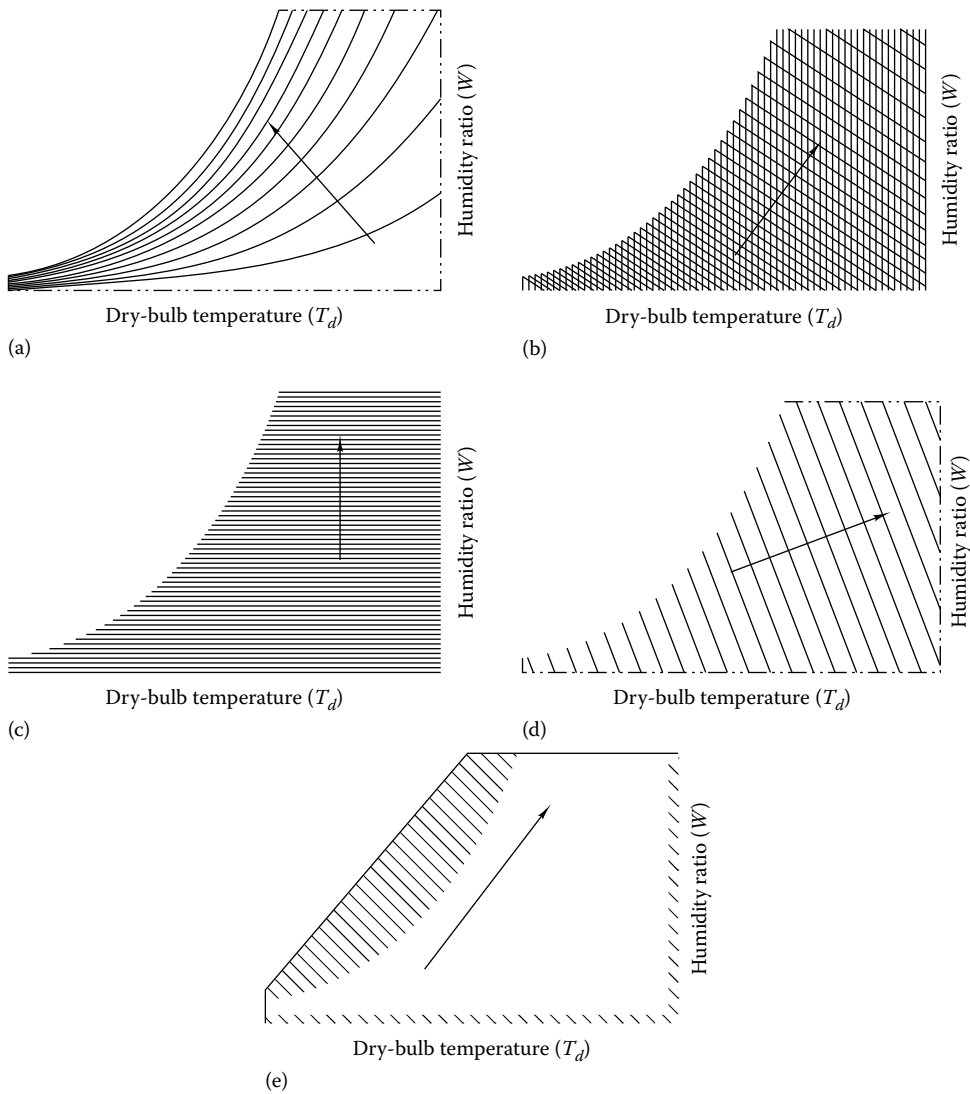 Humidity ratio (W)
Dry-bulb temperature (T_d)
(a)
Humidity ratio (W)
Dry-bulb temperature (T_d)
(b)
Humidity ratio (W)
Dry-bulb temperature (T_d)
(c)
Humidity ratio (W)
Dry-bulb temperature (T_d)
(d)
Humidity ratio (W)
Dry-bulb temperature (T_d)
(e)